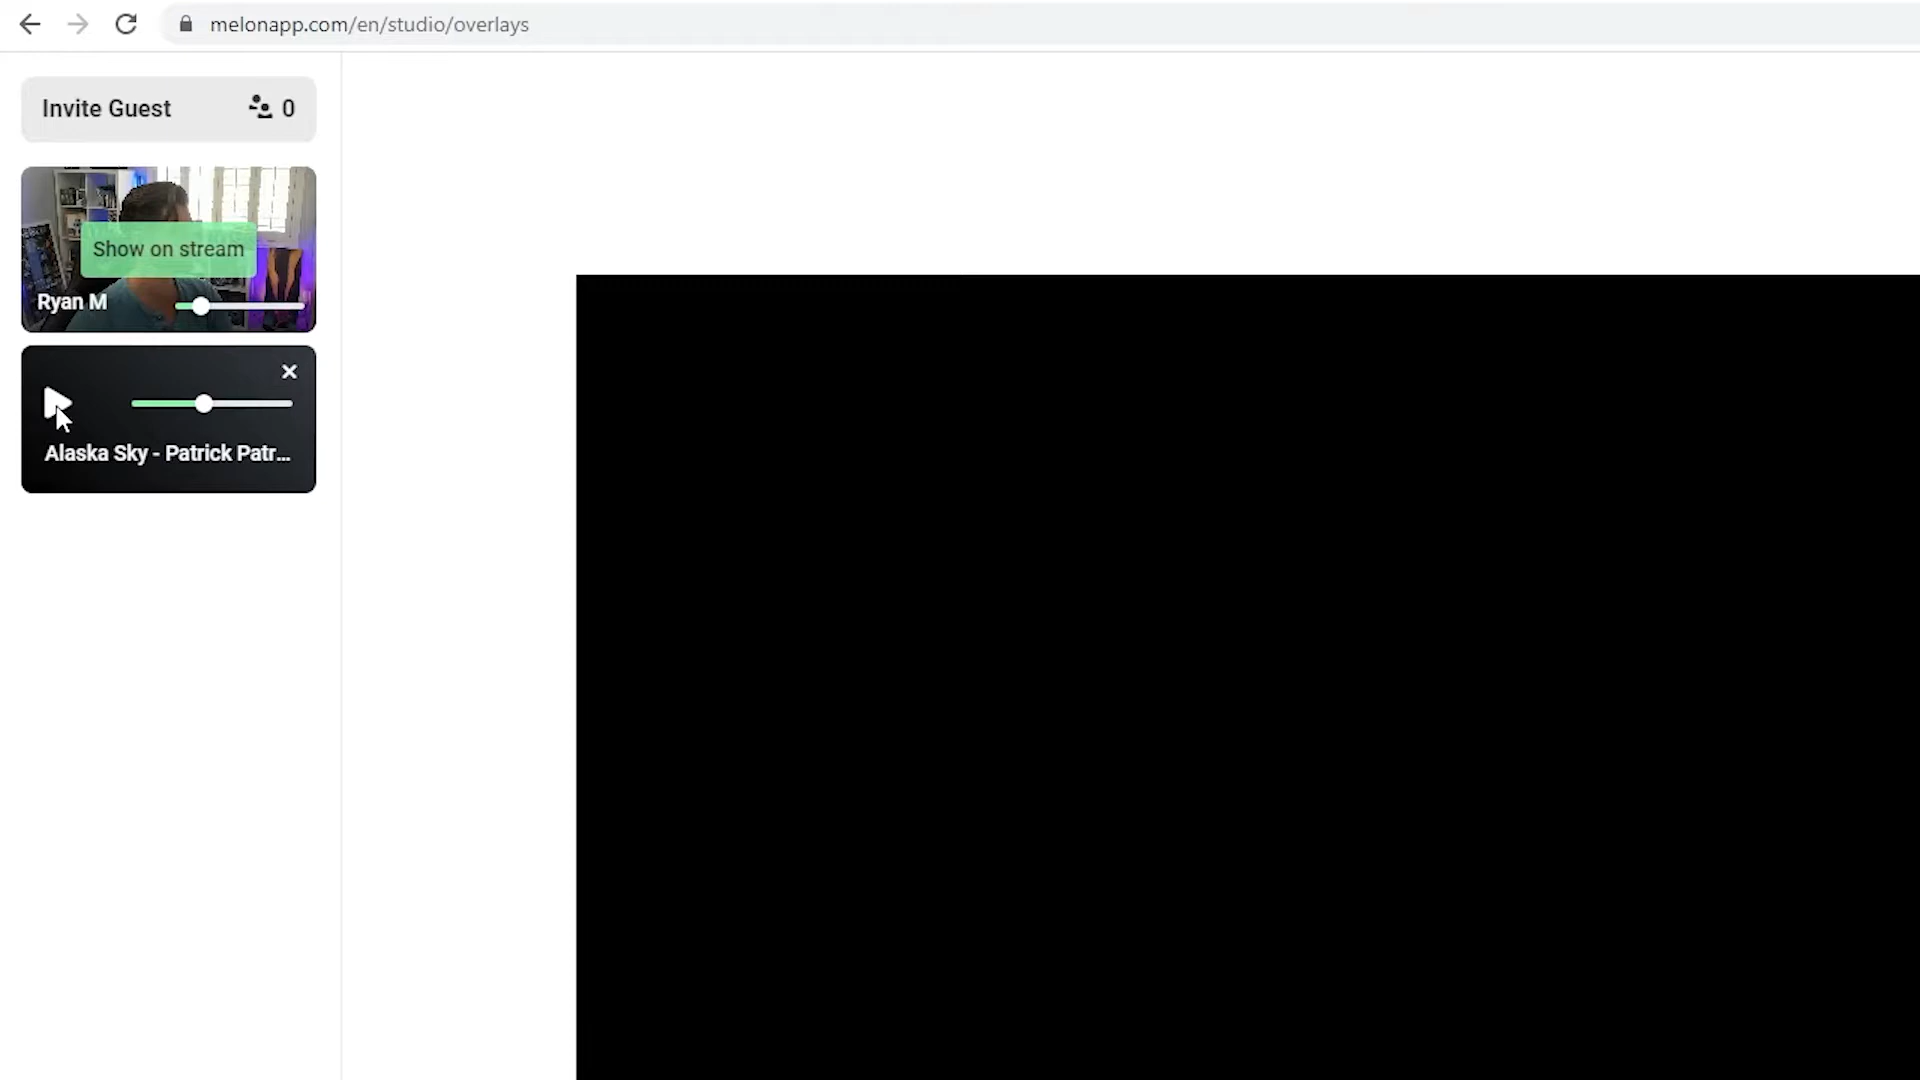 melonapp.com/en/studio/overlays
Invite Guest 0
Show on stream
Ryan M
Alaska Sky - Patrick Patr...